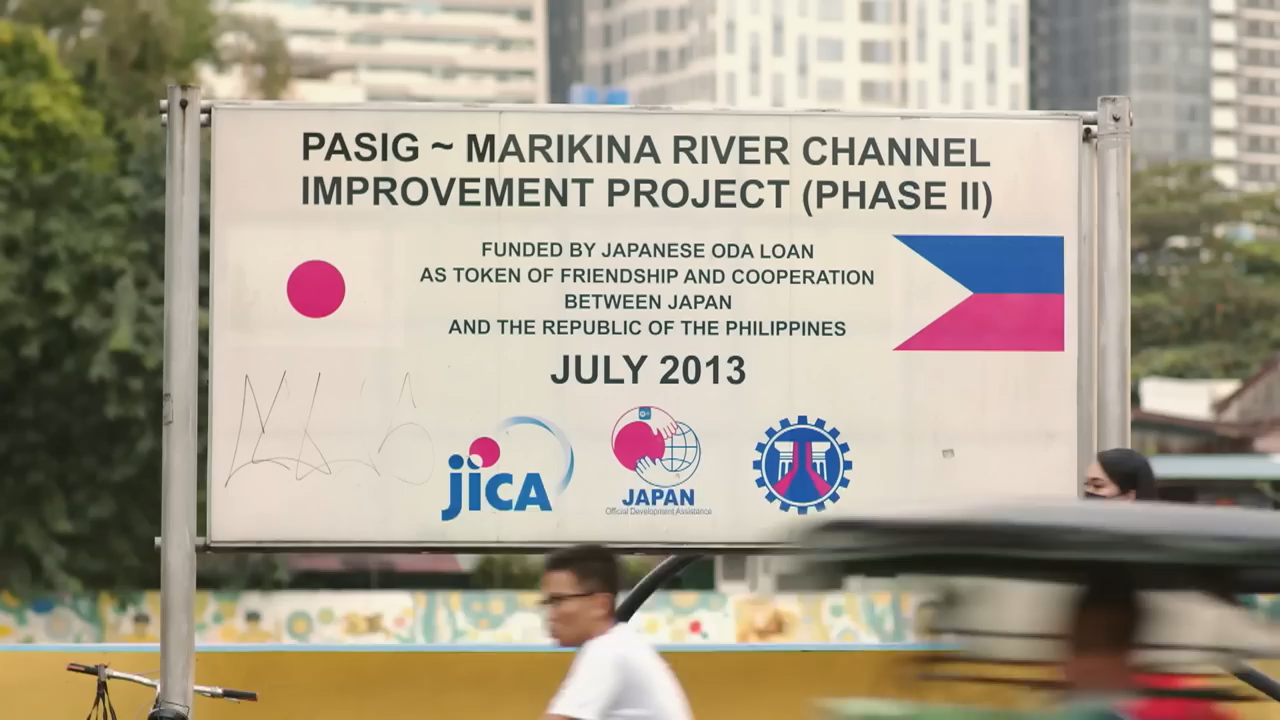 PASIG ~ MARIKINA RIVER CHANNEL
IMPROVEMENT PROJECT (PHASE II)
FUNDED BY JAPANESE ODA LOAN
AS TOKEN OF FRIENDSHIP AND COOPERATION
BETWEEN JAPAN
AND THE REPUBLIC OF THE PHILIPPINES
JULY 2013
jICA
JAPAN
Official Development Assistance